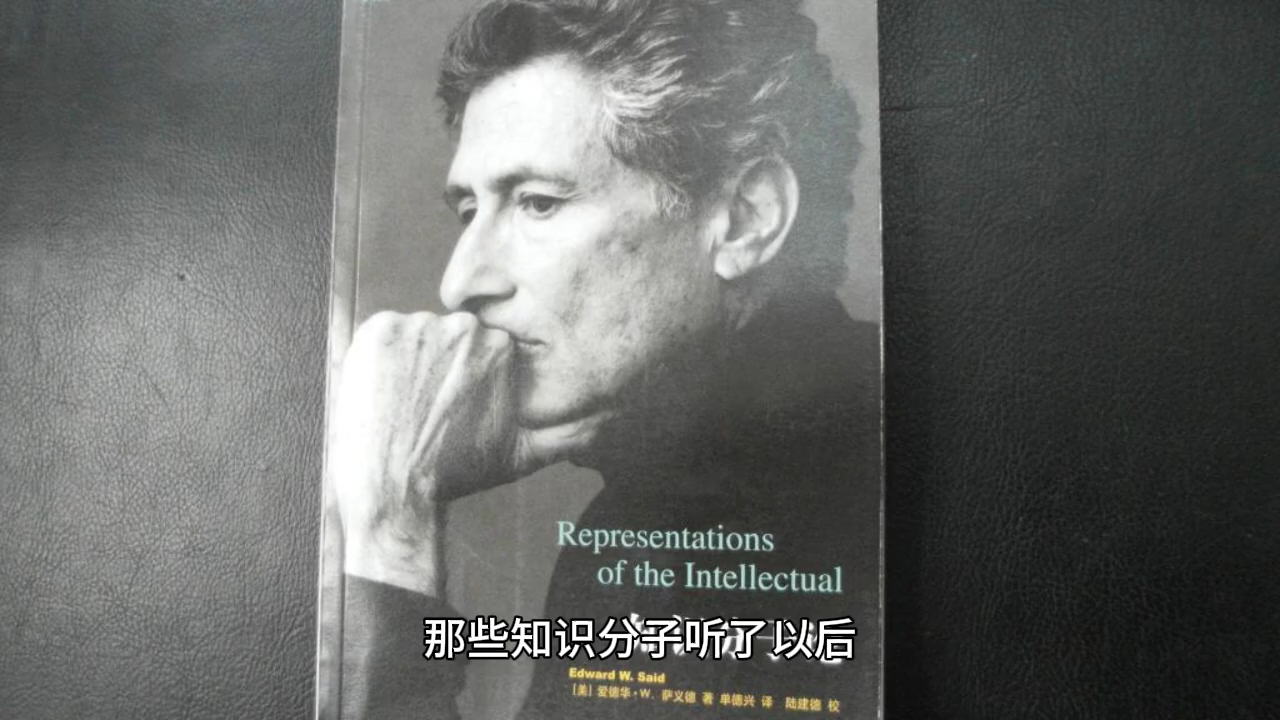 Representations
of the Intellectual
那些知识分子听了以后
Edward W. Said
[美] 爱德华·W. 萨义德 著 单德兴 译 陆建德 校